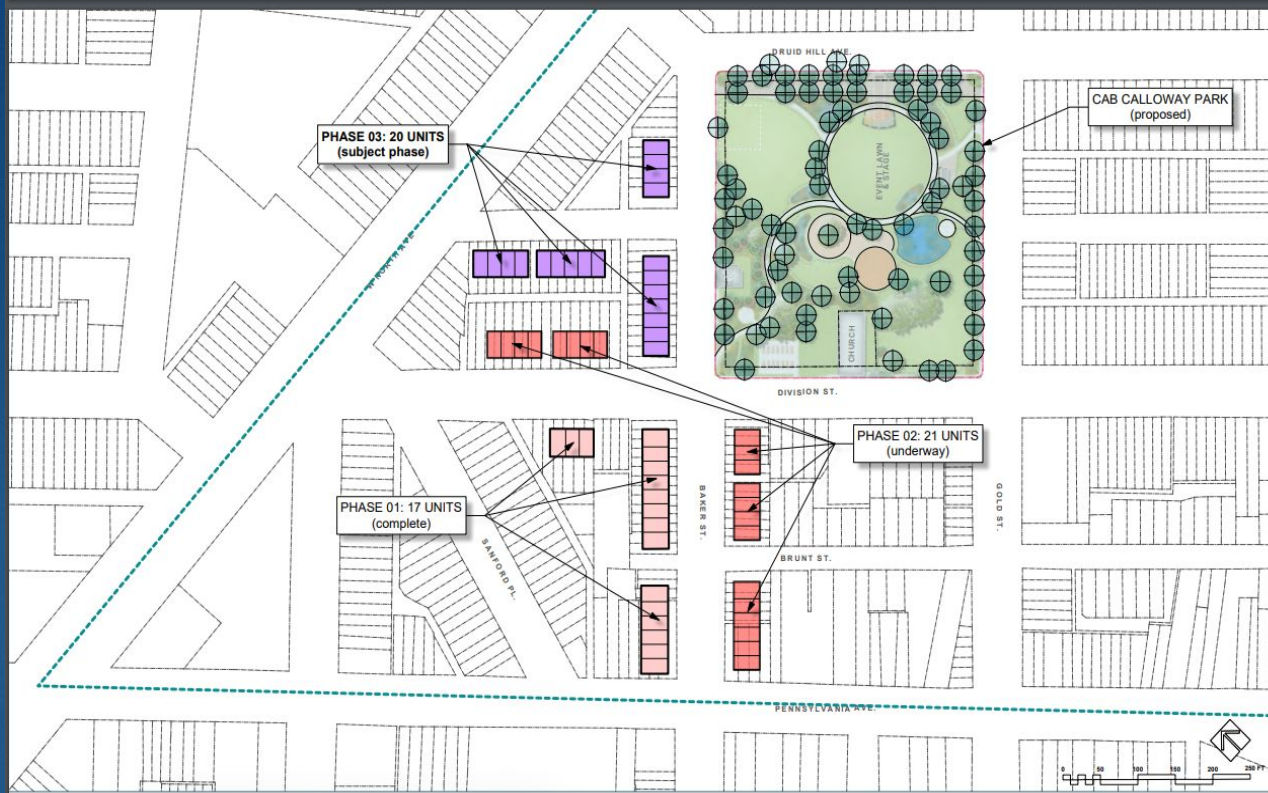 DRUID HILL AVE.
CAB CALLOWAY PARK
(proposed)
PHASE 03: 20 UNITS
(subject phase)
EVENT LAWN
& STAGE
W NORTH AVE
CHURCH
DIVISION ST.
PHASE 02: 21 UNITS
(underway)
PHASE 01: 17 UNITS
(complete)
BAKER ST.
GOLD ST.
SANFORD PL.
BRUNT ST.
PENNSYLVANIA AVE.
0 50 100 150 200 250 FT